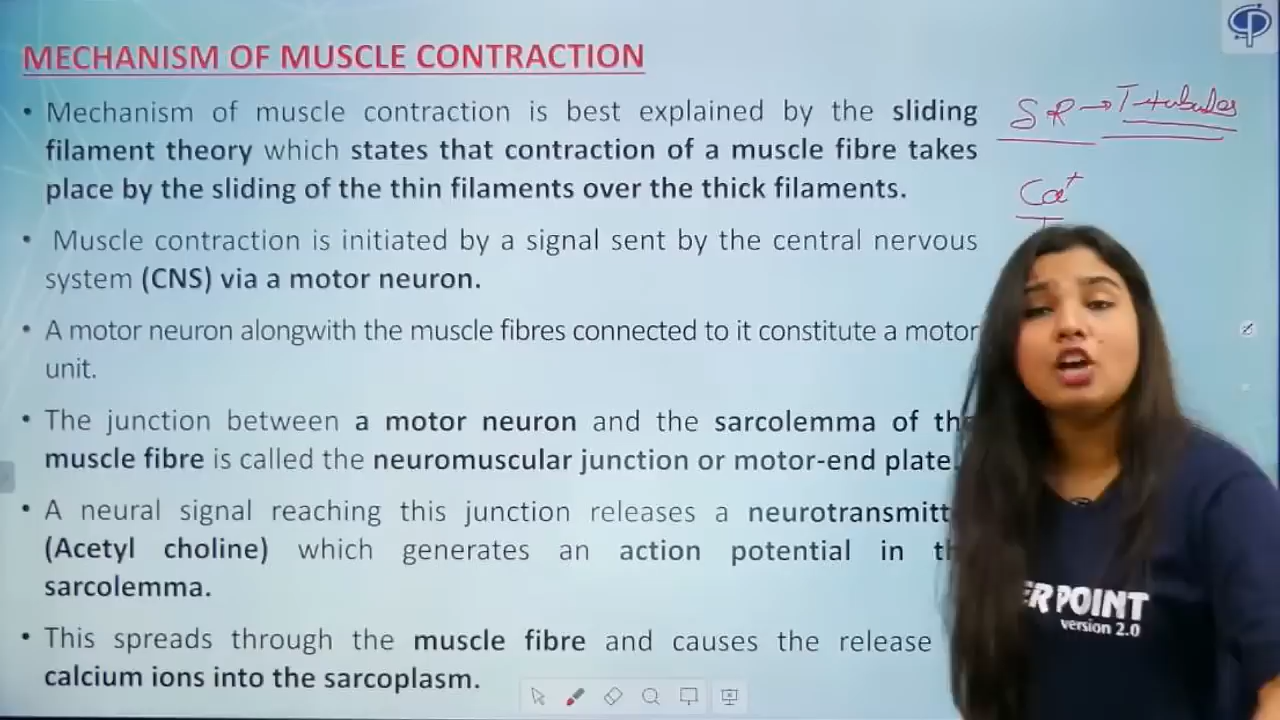 MECHANISM OF MUSCLE CONTRACTION
• Mechanism of muscle contraction is best explained by the sliding
filament theory which states that contraction of a muscle fibre takes
place by the sliding of the thin filaments over the thick filaments.
• Muscle contraction is initiated by a signal sent by the central nervous
system (CNS) via a motor neuron.
• A motor neuron alongwith the muscle fibres connected to it constitute a motor
unit.
• The junction between a motor neuron and the sarcolemma of th
muscle fibre is called the neuromuscular junction or motor-end plate.
• A neural signal reaching this junction releases a neurotransmitt
(Acetyl choline) which generates an action potential in th
sarcolemma.
• This spreads through the muscle fibre and causes the release
calcium ions into the sarcoplasm.
SR → T-tubules
Ca+
ER POINT
version 2.0